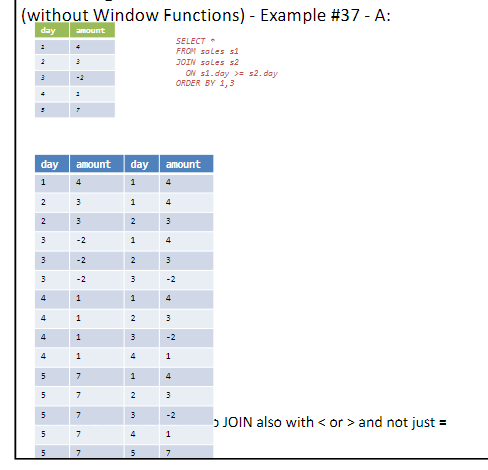 (without Window Functions) - Example #37 - A:
day amount
1 4
2 3
3 -2
4 1
5 7
SELECT *
FROM sales s1
JOIN sales s2
ON s1.day >= s2.day
ORDER BY 1,3
day amount day amount
1 4 1 4
2 3 1 4
2 3 2 3
3 -2 1 4
3 -2 2 3
3 -2 3 -2
4 1 1 4
4 1 2 3
4 1 3 -2
4 1 4 1
5 7 1 4
5 7 2 3
5 7 3 -2
5 7 4 1
5 7 5 7
JOIN also with < or > and not just =